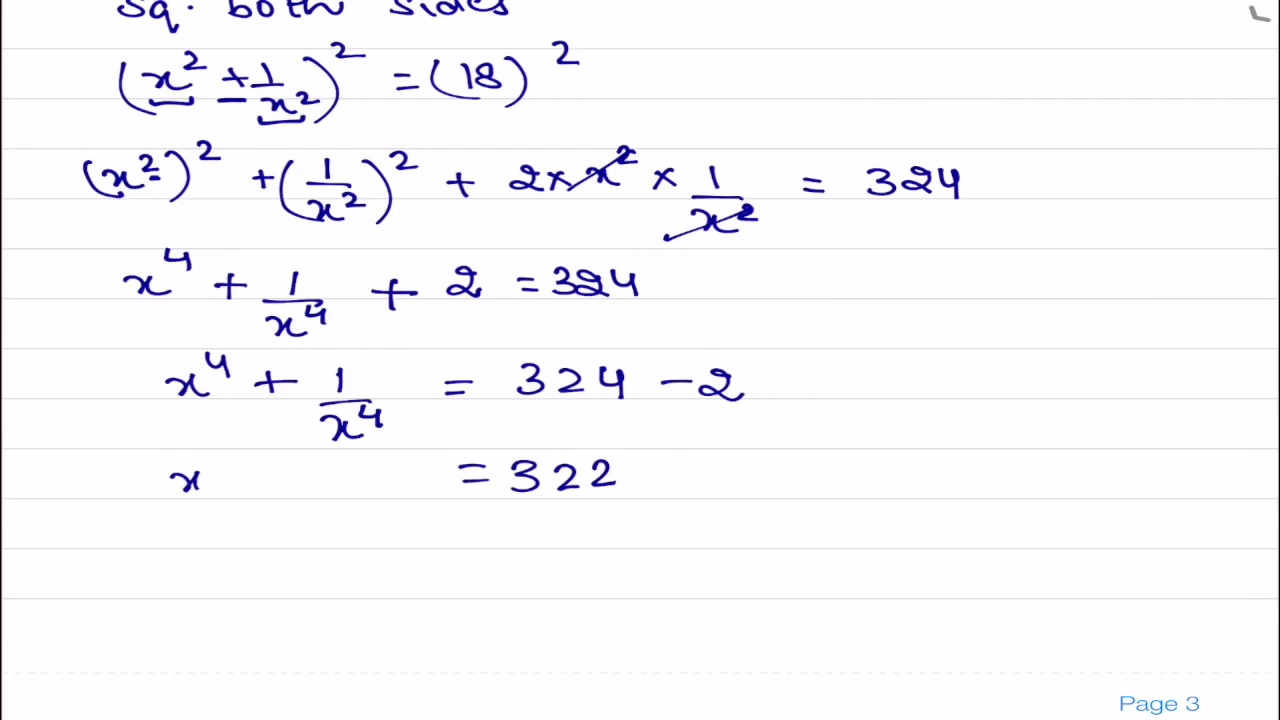 Sq. both sides
(x² + 1/x²)² = (18)²
(x²)² + (1/x²)² + 2 × x² × 1/x² = 324
x⁴ + 1/x⁴ + 2 = 324
x⁴ + 1/x⁴ = 324 - 2
x = 322
Page 3